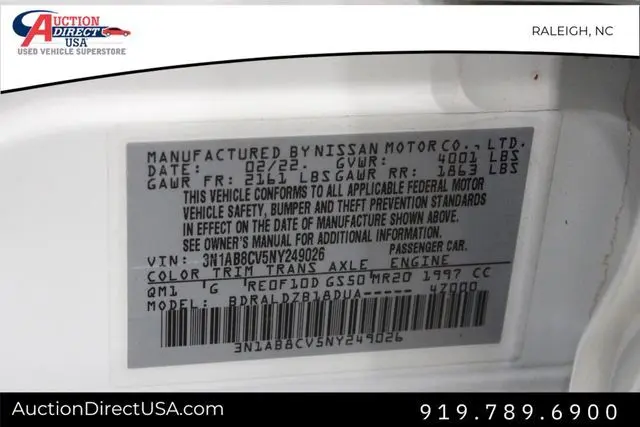 AUCTION
DIRECT
USA
USED VEHICLE SUPERSTORE
RALEIGH, NC
MANUFACTURED BY NISSAN MOTOR CO., LTD.
DATE: 02/22. GVWR: 4001 LBS
GAWR FR: 2161 LBS GAWR RR: 1863 LBS
THIS VEHICLE CONFORMS TO ALL APPLICABLE FEDERAL MOTOR
VEHICLE SAFETY, BUMPER AND THEFT PREVENTION STANDARDS
IN EFFECT ON THE DATE OF MANUFACTURE SHOWN ABOVE.
SEE OWNER'S MANUAL FOR ADDITIONAL INFORMATION.
VIN: 3N1AB8CV5NY249026 PASSENGER CAR.
COLOR TRIM TRANS AXLE ENGINE
QM1 G RE0F10D GS50 MR20 1997 CC
MODEL: BDRALDZB18DUA----- 47000
3N1AB8CV5NY249026
AuctionDirectUSA.com
919.789.6900